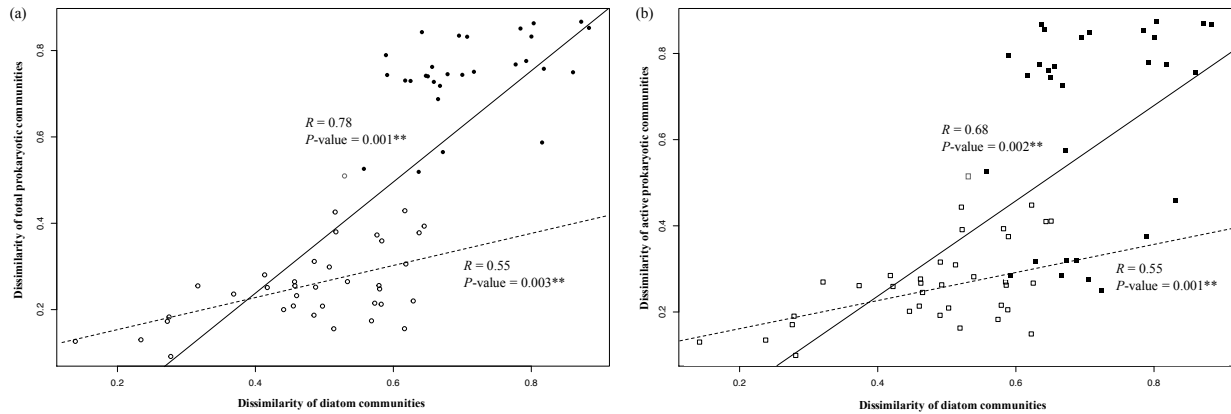 (a)
Dissimilarity of total prokaryotic communities
0.8
0.6
0.4
0.2
R = 0.78
P-value = 0.001**
R = 0.55
P-value = 0.003**
0.2 0.4 0.6 0.8
Dissimilarity of diatom communities
(b)
Dissimilarity of active prokaryotic communities
0.8
0.6
0.4
0.2
R = 0.68
P-value = 0.002**
R = 0.55
P-value = 0.001**
0.2 0.4 0.6 0.8
Dissimilarity of diatom communities